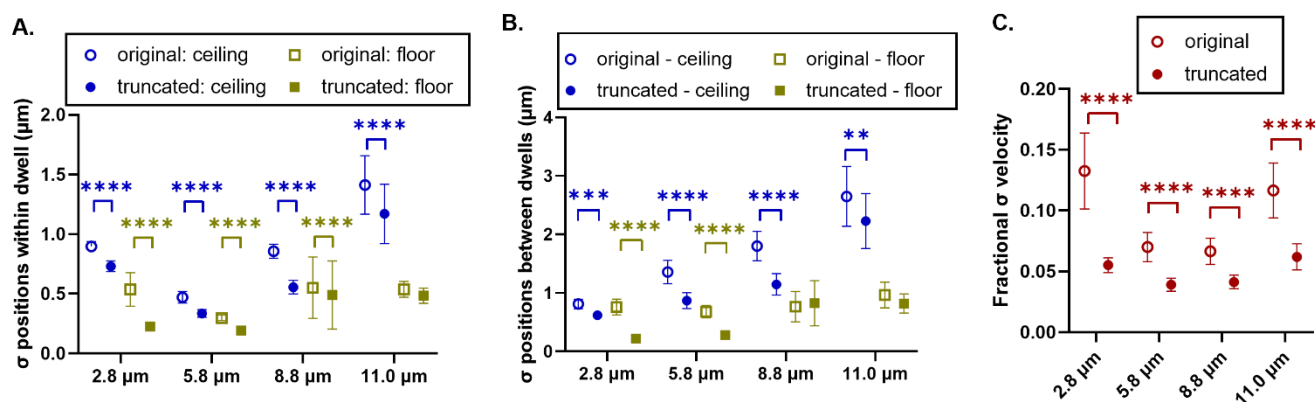 A.
original: ceiling
original: floor
truncated: ceiling
truncated: floor
σ positions within dwell (µm)
2.0
1.5
1.0
0.5
0.0
****
****
****
****
****
****
****
2.8 µm
5.8 µm
8.8 µm
11.0 µm
B.
original - ceiling
original - floor
truncated - ceiling
truncated - floor
σ positions between dwells (µm)
4
3
2
1
0
***
****
****
****
****
**
2.8 µm
5.8 µm
8.8 µm
11.0 µm
C.
original
truncated
Fractional σ velocity
0.20
0.15
0.10
0.05
0.00
****
****
****
****
2.8 µm
5.8 µm
8.8 µm
11.0 µm